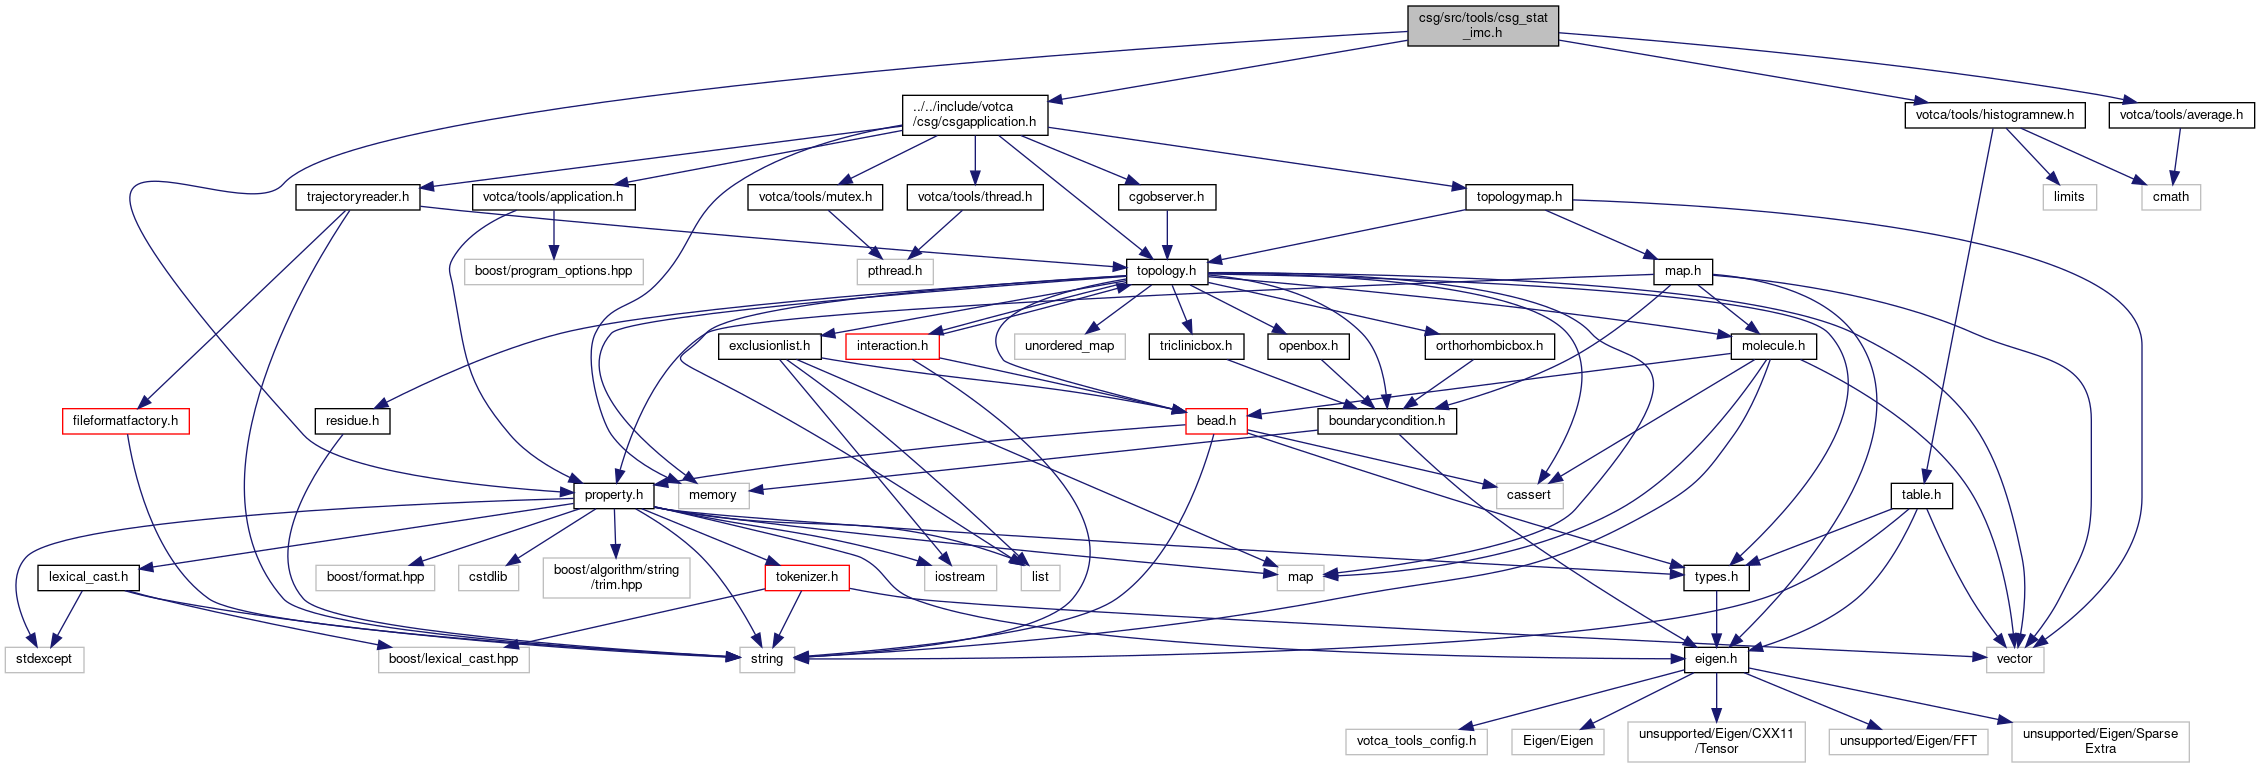 csg/src/tools/csg_stat
_imc.h
../../include/votca
/csg/csgapplication.h
votca/tools/histogramnew.h
votca/tools/average.h
trajectoryreader.h
votca/tools/application.h
votca/tools/mutex.h
votca/tools/thread.h
cgobserver.h
topologymap.h
limits
cmath
boost/program_options.hpp
pthread.h
topology.h
map.h
exclusionlist.h
interaction.h
unordered_map
triclinicbox.h
openbox.h
orthorhombicbox.h
molecule.h
fileformatfactory.h
residue.h
bead.h
boundarycondition.h
property.h
memory
cassert
table.h
lexical_cast.h
boost/format.hpp
cstdlib
boost/algorithm/string
/trim.hpp
tokenizer.h
iostream
list
map
types.h
stdexcept
boost/lexical_cast.hpp
string
eigen.h
vector
votca_tools_config.h
Eigen/Eigen
unsupported/Eigen/CXX11
/Tensor
unsupported/Eigen/FFT
unsupported/Eigen/Sparse
Extra